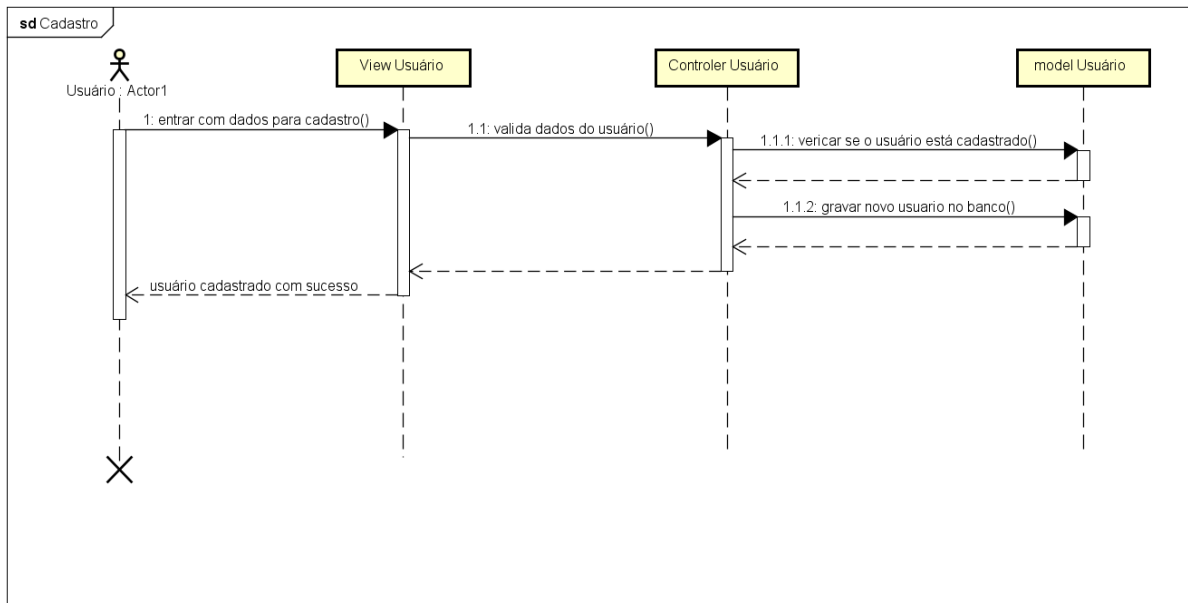 sd Cadastro
Usuário : Actor1
View Usuário
Controler Usuário
model Usuário
1: entrar com dados para cadastro()
1.1: valida dados do usuário()
1.1.1: vericar se o usuário está cadastrado()
1.1.2: gravar novo usuario no banco()
usuário cadastrado com sucesso